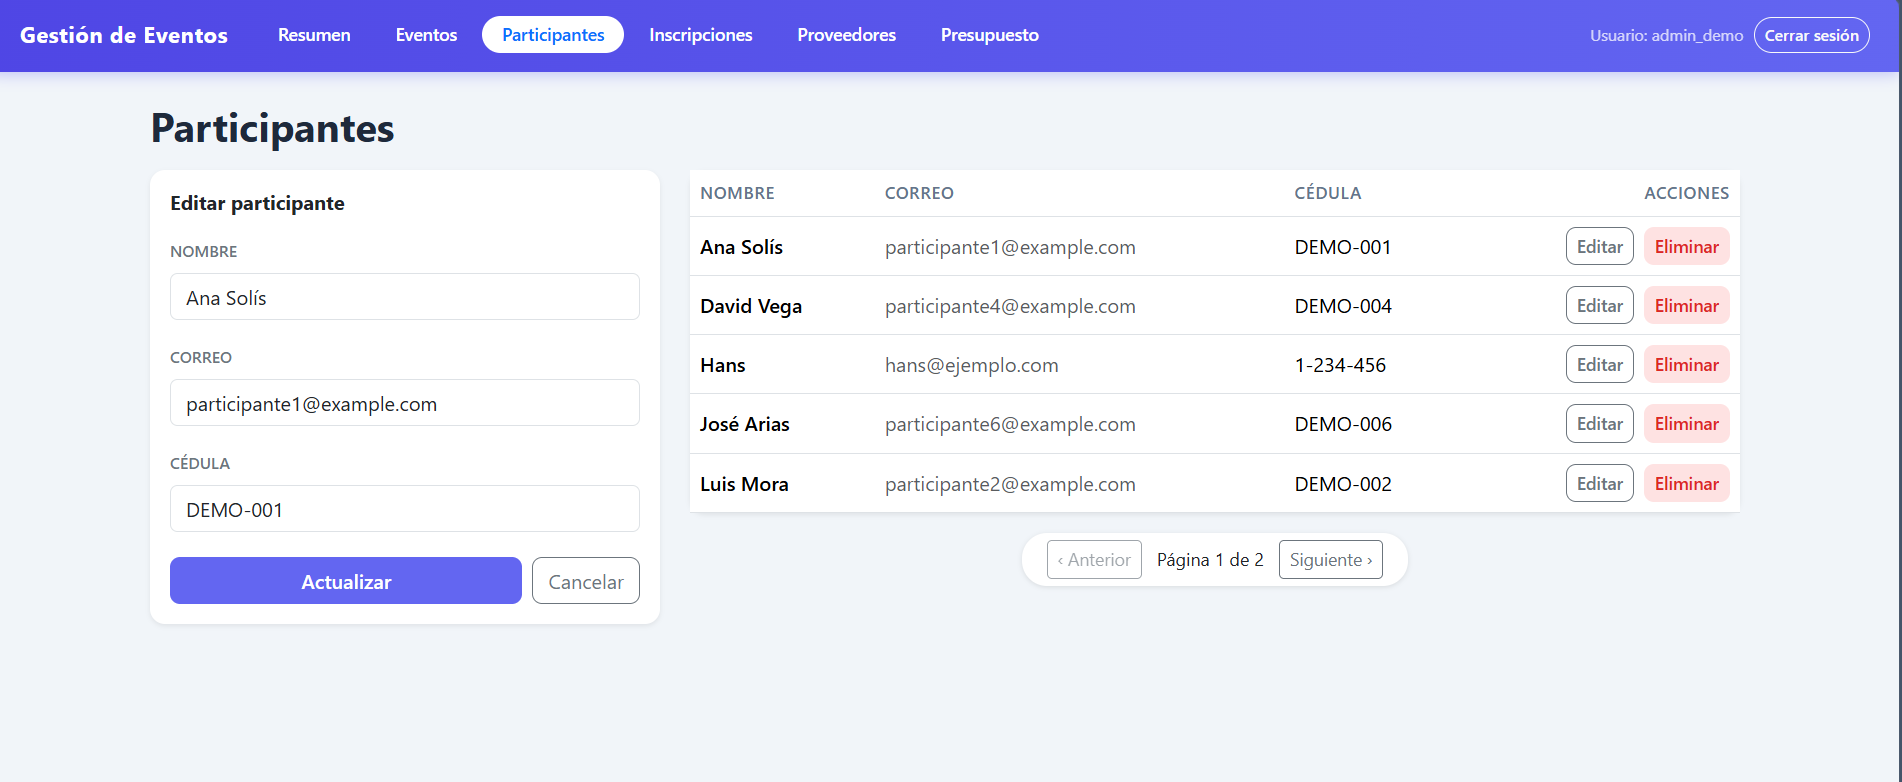 Gestión de Eventos Resumen Eventos Participantes Inscripciones Proveedores Presupuesto Usuario: admin_demo Cerrar sesión
Participantes
Editar participante
NOMBRE
Ana Solís
CORREO
participante1@example.com
CÉDULA
DEMO-001
Actualizar Cancelar
NOMBRE CORREO CÉDULA ACCIONES
Ana Solís participante1@example.com DEMO-001 Editar Eliminar
David Vega participante4@example.com DEMO-004 Editar Eliminar
Hans hans@ejemplo.com 1-234-456 Editar Eliminar
José Arias participante6@example.com DEMO-006 Editar Eliminar
Luis Mora participante2@example.com DEMO-002 Editar Eliminar
‹ Anterior Página 1 de 2 Siguiente ›